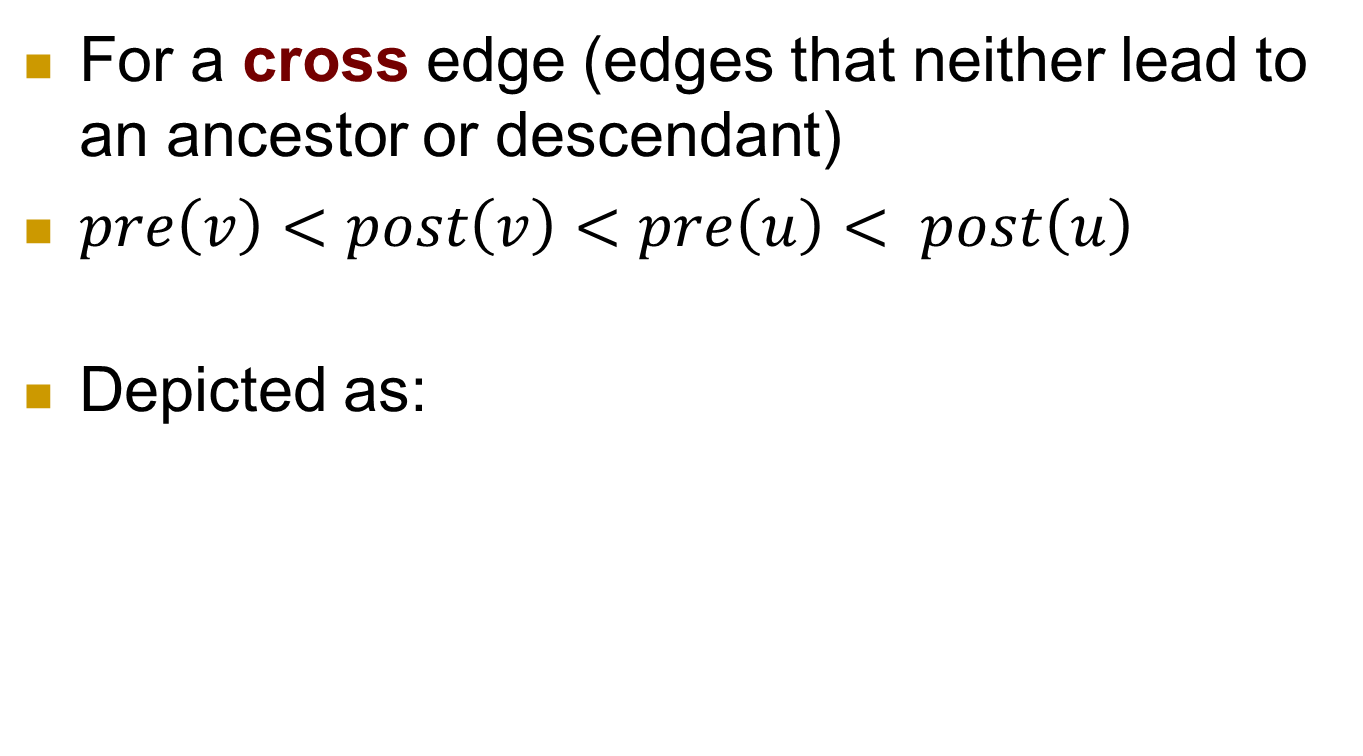 For a cross edge (edges that neither lead to
an ancestor or descendant)
𝑝𝑟𝑒(𝑣) < 𝑝𝑜𝑠𝑡(𝑣) < 𝑝𝑟𝑒(𝑢) < 𝑝𝑜𝑠𝑡(𝑢)
Depicted as: